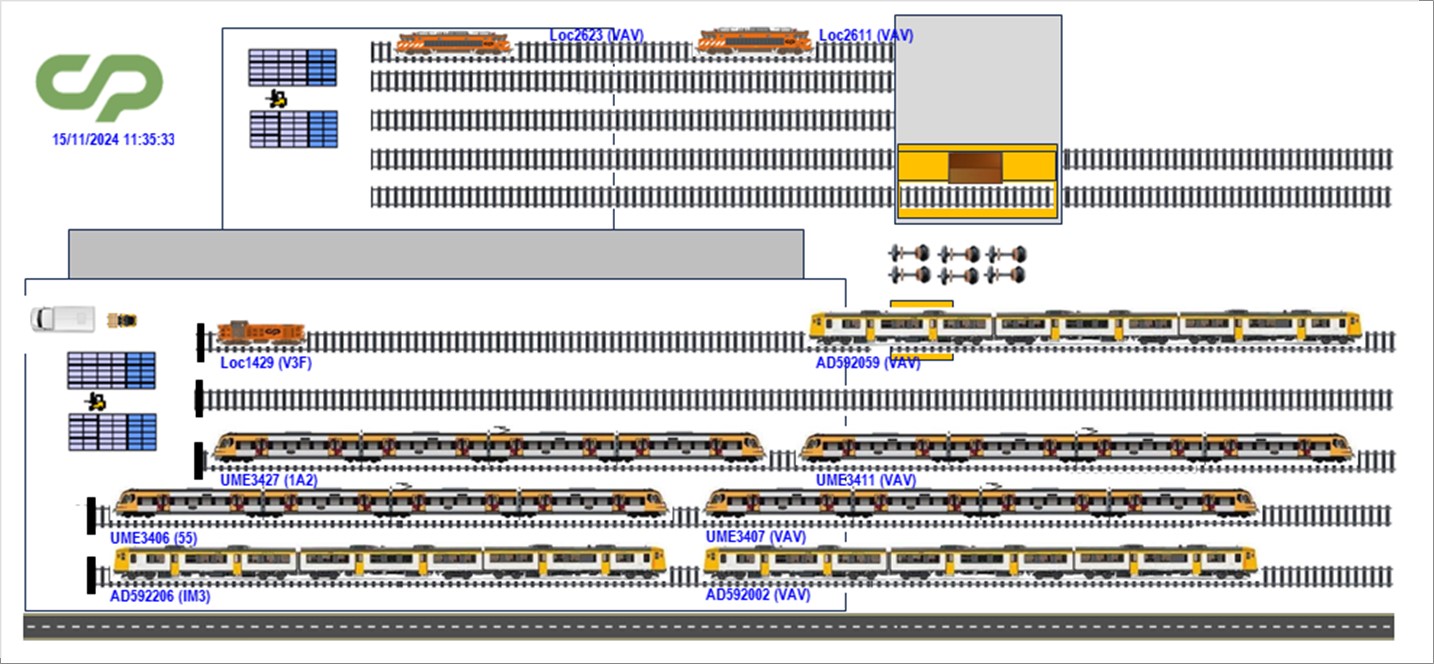 Loc2623 (VAV)
Loc2611 (VAV)
CP
15/11/2024 11:35:33
Loc1429 (V3F)
AD592059 (VAV)
UME3427 (1A2)
UME3411 (VAV)
UME3406 (55)
UME3407 (VAV)
AD592206 (IM3)
AD592002 (VAV)